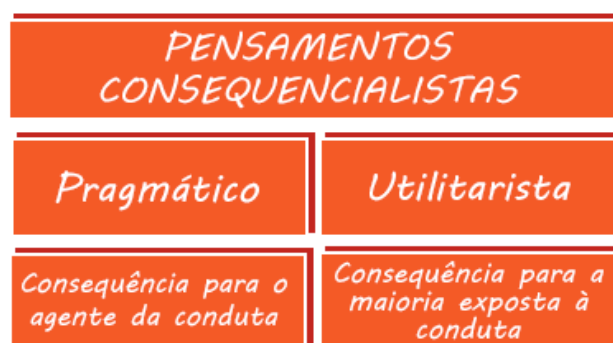 PENSAMENTOS
CONSEQUENCIALISTAS
Pragmático
Utilitarista
Consequência para o
agente da conduta
Consequência para a
maioria exposta à
conduta